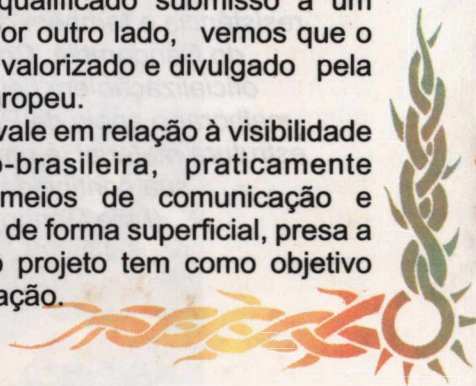 qualificado submisso a um
or outro lado, vemos que o
valorizado e divulgado pela
uropeu.
vale em relação à visibilidade
o-brasileira, praticamente
meios de comunicação e
de forma superficial, presa a
o projeto tem como objetivo
ação.